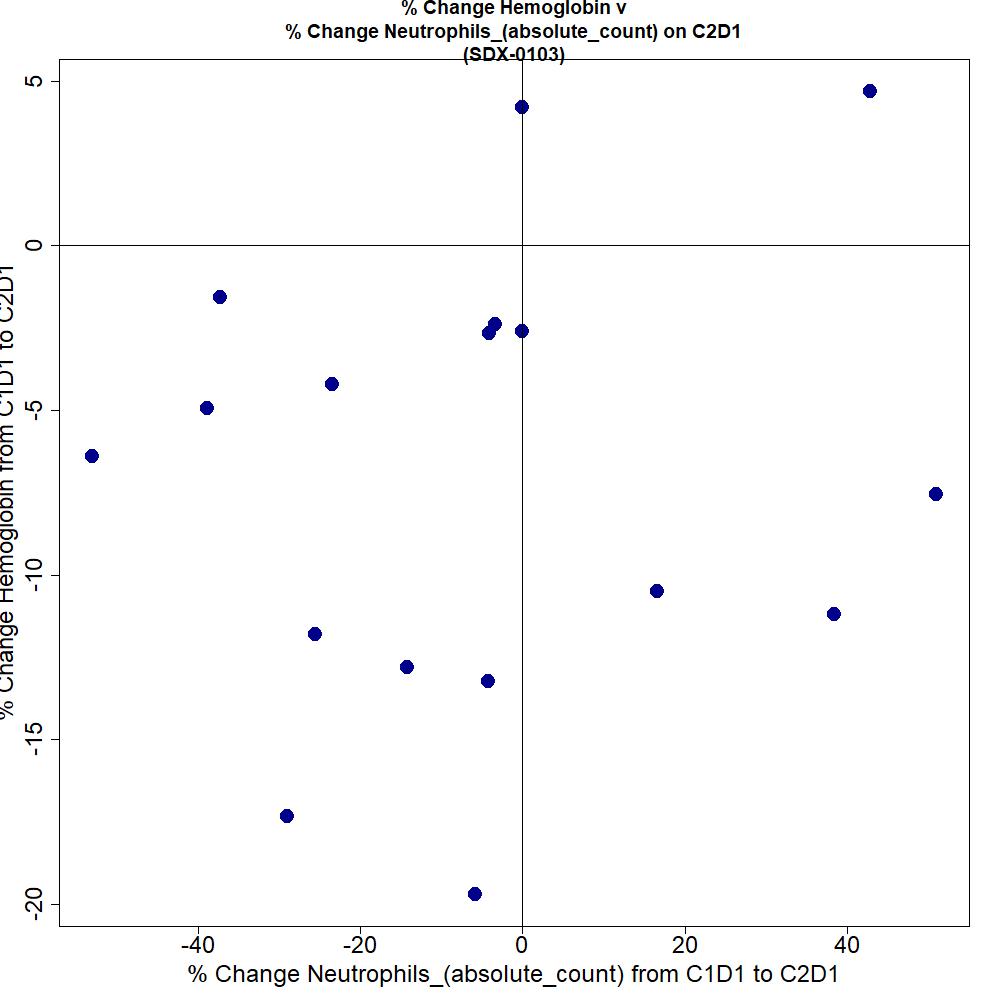 % Change Hemoglobin v
% Change Neutrophils_(absolute_count) on C2D1
(SDX-0103)
5
0
-5
-10
-15
-20
% Change Hemoglobin from C1D1 to C2D1
-40
-20
0
20
40
% Change Neutrophils_(absolute_count) from C1D1 to C2D1